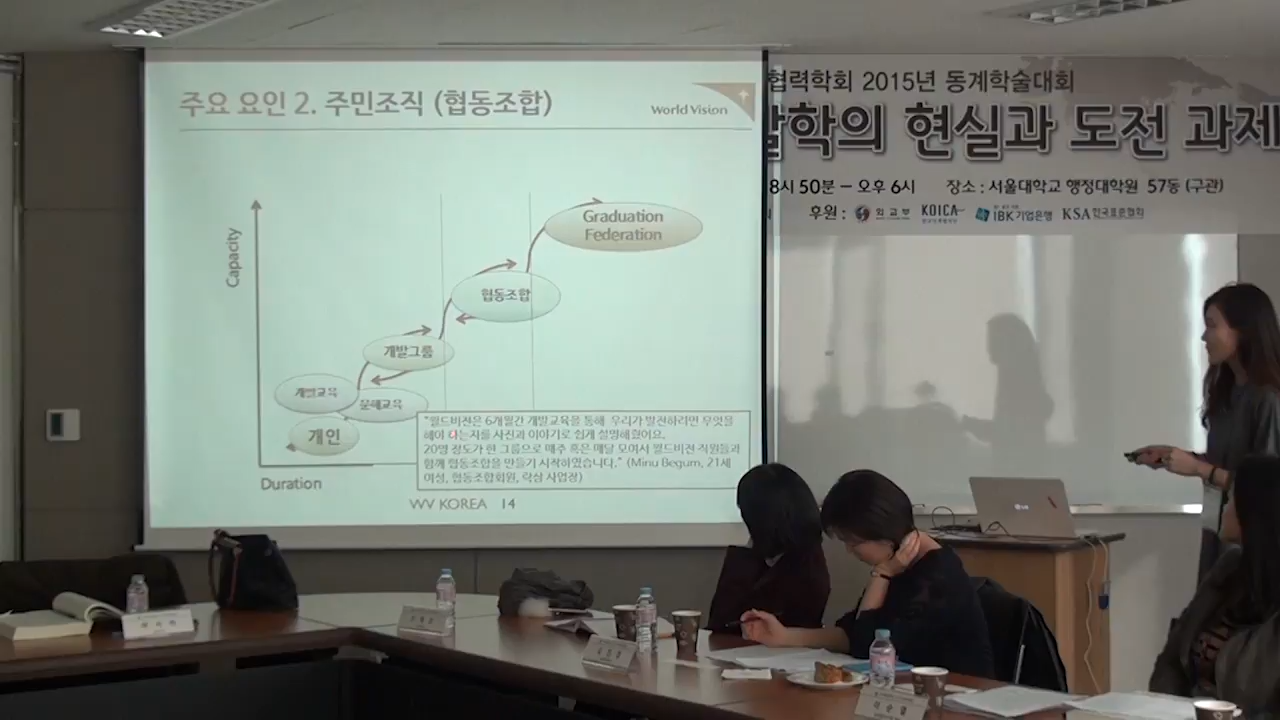 주요 요인 2. 주민조직 (협동조합)
World Vision
Capacity
Graduation
Federation
협동조합
개발그룹
개발교육
문해교육
개인
"월드비젼은 6개월간 개발교육을 통해 우리가 발전하려면 무엇을
해야 하는지를 사진과 이야기로 쉽게 설명해줬어요.
20명 정도가 한 그룹으로 매주 혹은 매달 모여서 월드비전 직원들과
함께 협동조합을 만들기 시작하였습니다." (Minu Begum, 21세
여성, 협동조합회원, 락삼 사업장)
Duration
WV KOREA 14
협력학회 2015년 동계학술대회
학의 현실과 도전 과제
8시 50분 - 오후 6시 장소 : 서울대학교 행정대학원 57동 (구관)
후원 : 외교부 KOICA IBK기업은행 KSA한국표준협회
LG